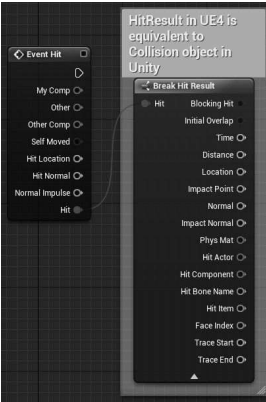 HitResult in UE4 is
equivalent to
Collision object in
Unity
Event Hit
My Comp
Other
Other Comp
Self Moved
Hit Location
Hit Normal
Normal Impulse
Hit
Break Hit Result
Hit Blocking Hit
Initial Overlap
Time
Distance
Location
Impact Point
Normal
Impact Normal
Phys Mat
Hit Actor
Hit Component
Hit Bone Name
Hit Item
Face Index
Trace Start
Trace End